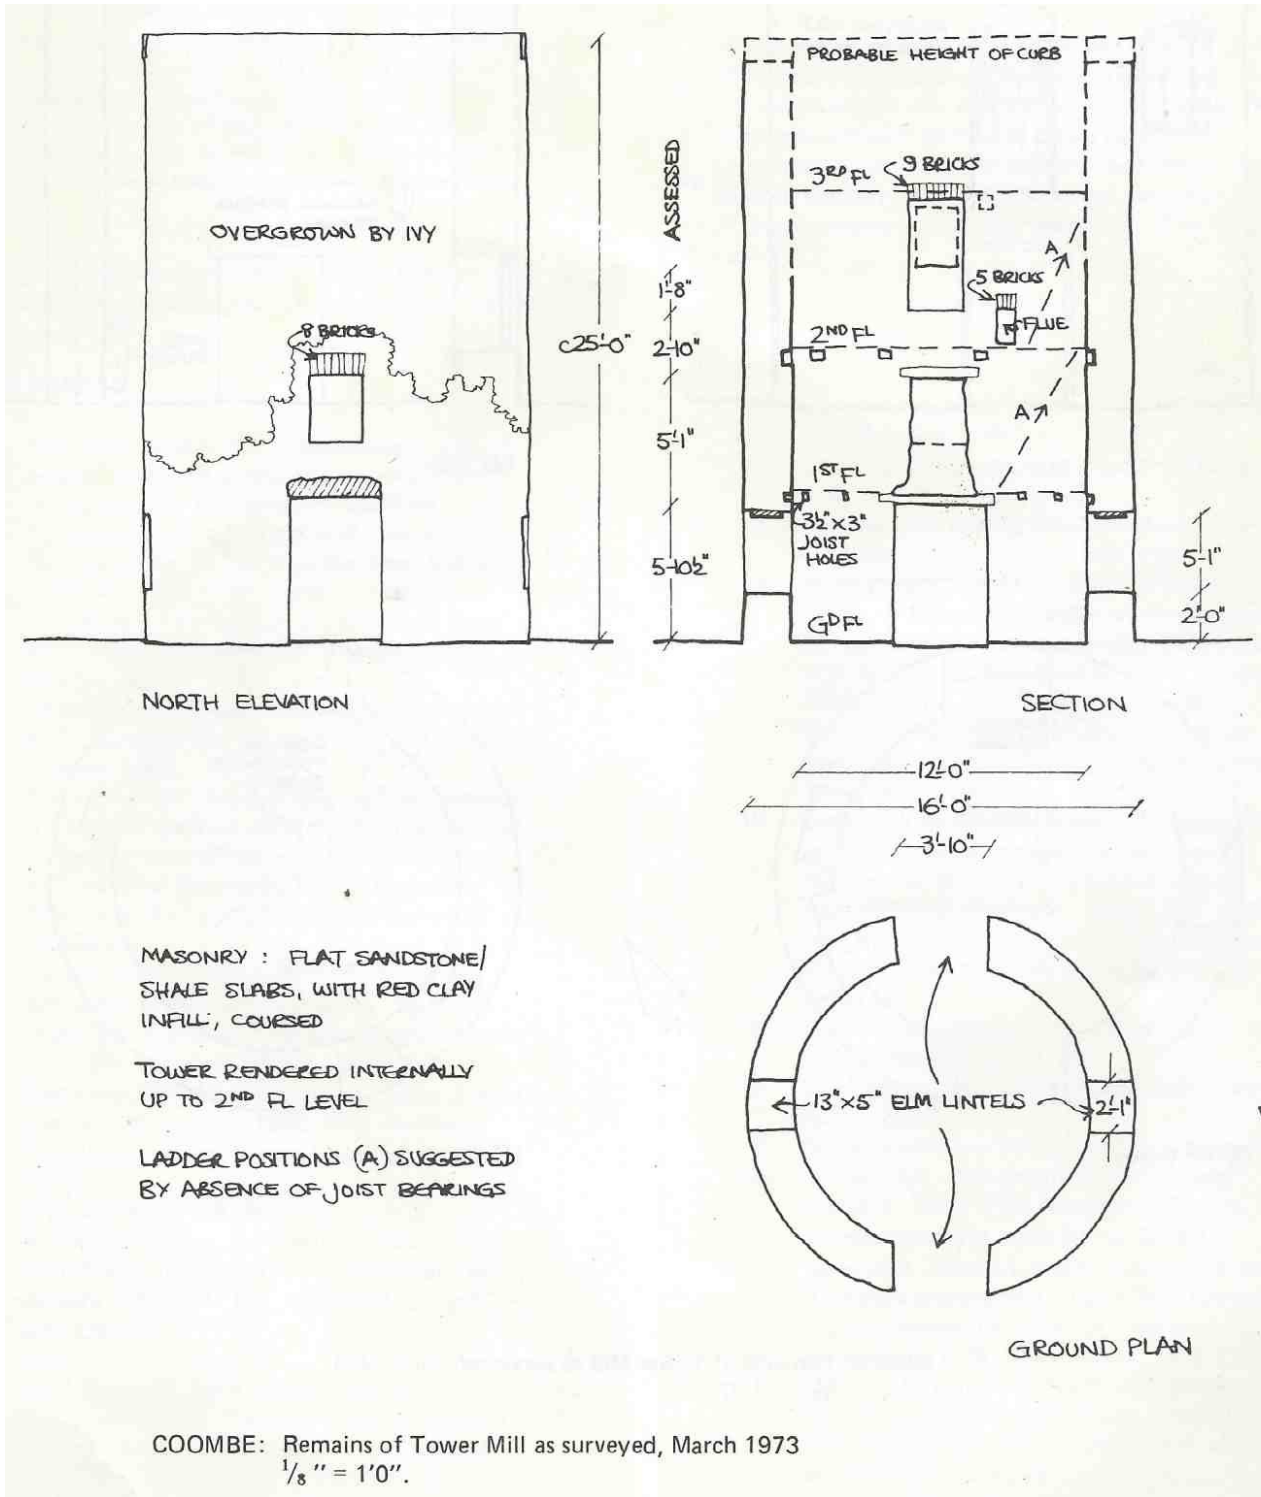 PROBABLE HEIGHT OF CURB
ASSESSED
9 BRICKS
3RD FL
OVERGROWN BY IVY
A
5 BRICKS
1'-8"
8 BRICKS
c25'-0"
2'-10"
2ND FL
FLUE
A
5'-1"
1ST FL
3½" x 3"
JOIST
HOLES
5'-10½"
5'-1"
GD FL
2'-0"
NORTH ELEVATION
SECTION
12'-0"
16'-0"
3'-10"
MASONRY : FLAT SANDSTONE/
SHALE SLABS, WITH RED CLAY
INFILL, COURSED
TOWER RENDERED INTERNALLY
UP TO 2ND FL LEVEL
13" x 5" ELM LINTELS
2'-1"
LADDER POSITIONS (A) SUGGESTED
BY ABSENCE OF JOIST BEARINGS
GROUND PLAN
COOMBE: Remains of Tower Mill as surveyed, March 1973
1/8 " = 1'0".